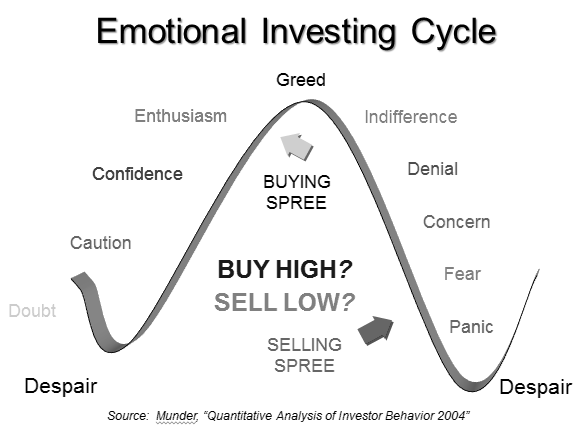 Emotional Investing Cycle
Greed
Enthusiasm
Indifference
Confidence
Denial
BUYING
SPREE
Caution
Concern
BUY HIGH?
SELL LOW?
Fear
Doubt
Panic
SELLING
SPREE
Despair
Despair
Source: Munder, “Quantitative Analysis of Investor Behavior 2004”